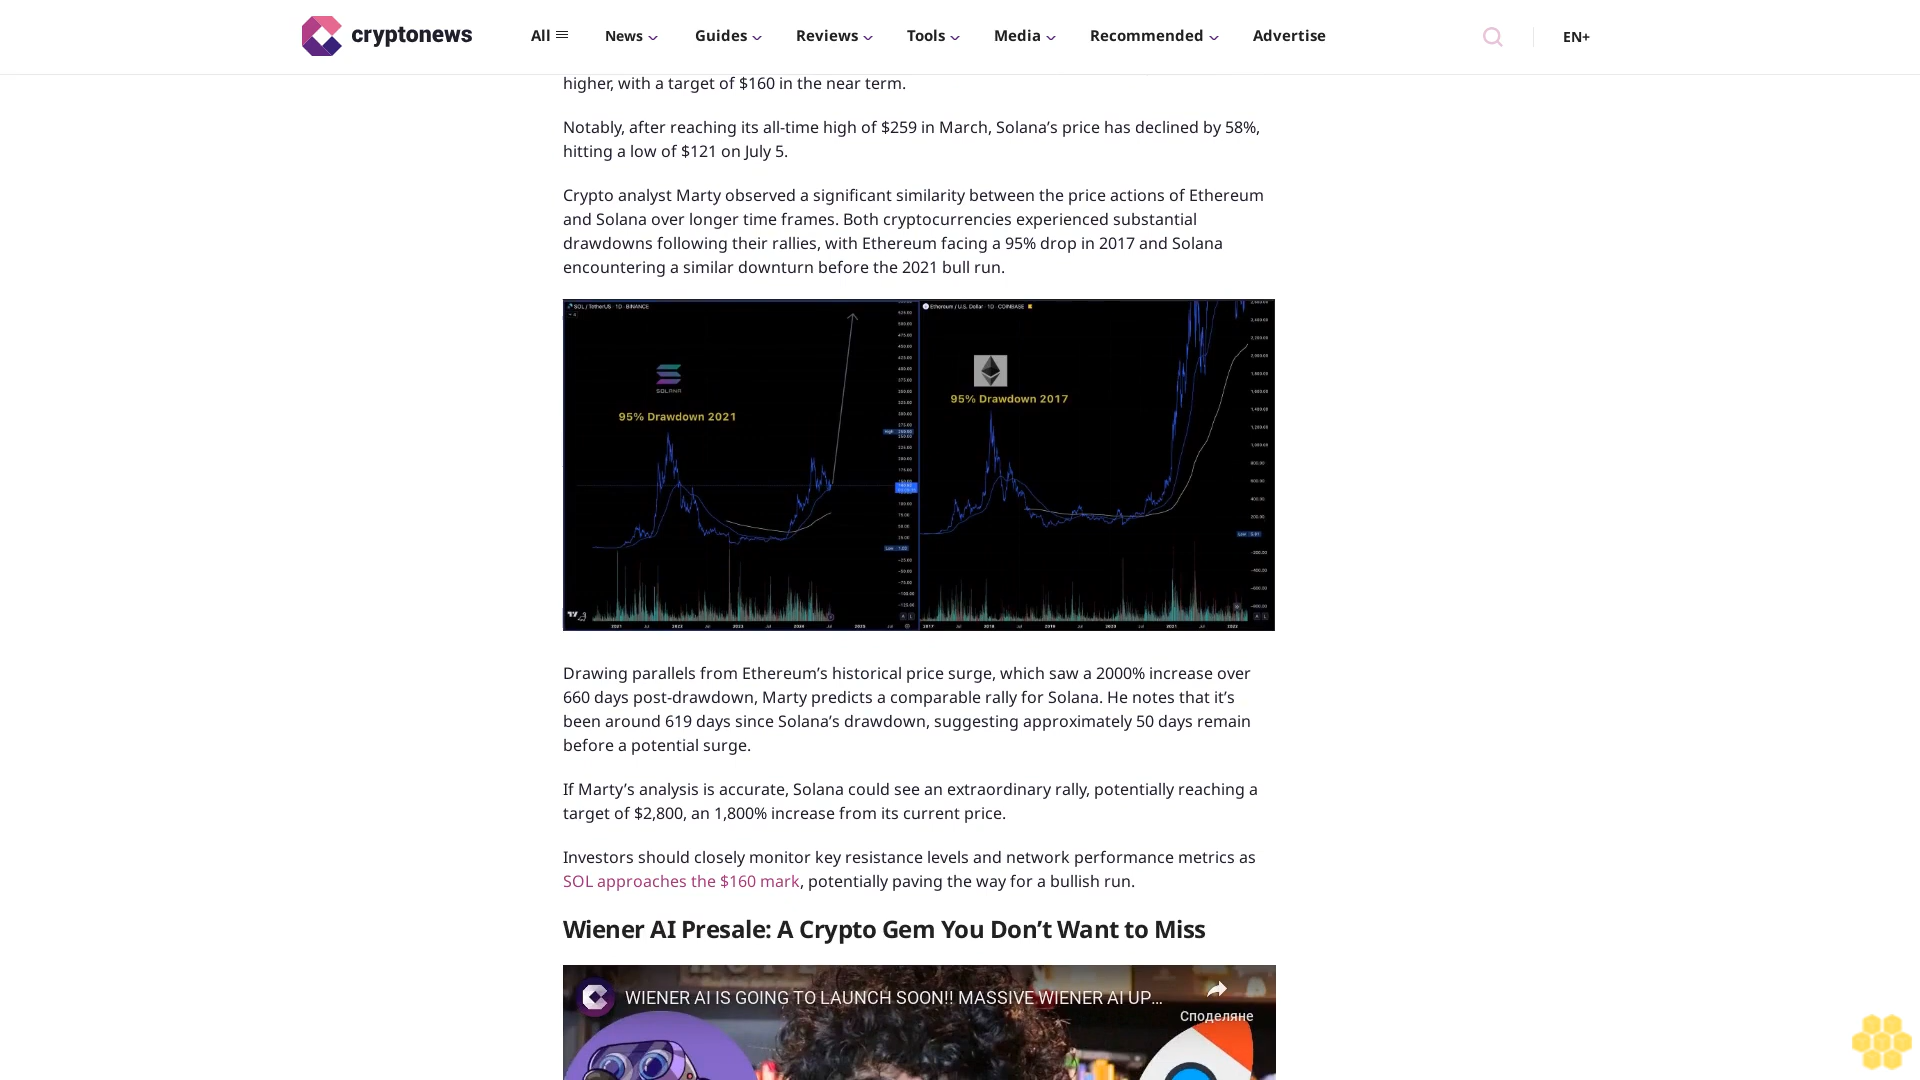 cryptonews
All
News
Guides
Reviews
Tools
Media
Recommended
Advertise
EN+
higher, with a target of $160 in the near term.
Notably, after reaching its all-time high of $259 in March, Solana’s price has declined by 58%,
hitting a low of $121 on July 5.
Crypto analyst Marty observed a significant similarity between the price actions of Ethereum
and Solana over longer time frames. Both cryptocurrencies experienced substantial
drawdowns following their rallies, with Ethereum facing a 95% drop in 2017 and Solana
encountering a similar downturn before the 2021 bull run.
SOL / TetherUS · 1D · BINANCE
SOLANA
95% Drawdown 2021
Ethereum / U.S. Dollar · 1D · COINBASE
95% Drawdown 2017
Drawing parallels from Ethereum’s historical price surge, which saw a 2000% increase over
660 days post-drawdown, Marty predicts a comparable rally for Solana. He notes that it’s
been around 619 days since Solana’s drawdown, suggesting approximately 50 days remain
before a potential surge.
If Marty’s analysis is accurate, Solana could see an extraordinary rally, potentially reaching a
target of $2,800, an 1,800% increase from its current price.
Investors should closely monitor key resistance levels and network performance metrics as
SOL approaches the $160 mark, potentially paving the way for a bullish run.
Wiener AI Presale: A Crypto Gem You Don’t Want to Miss
WIENER AI IS GOING TO LAUNCH SOON!! MASSIVE WIENER AI UP...
Споделяне